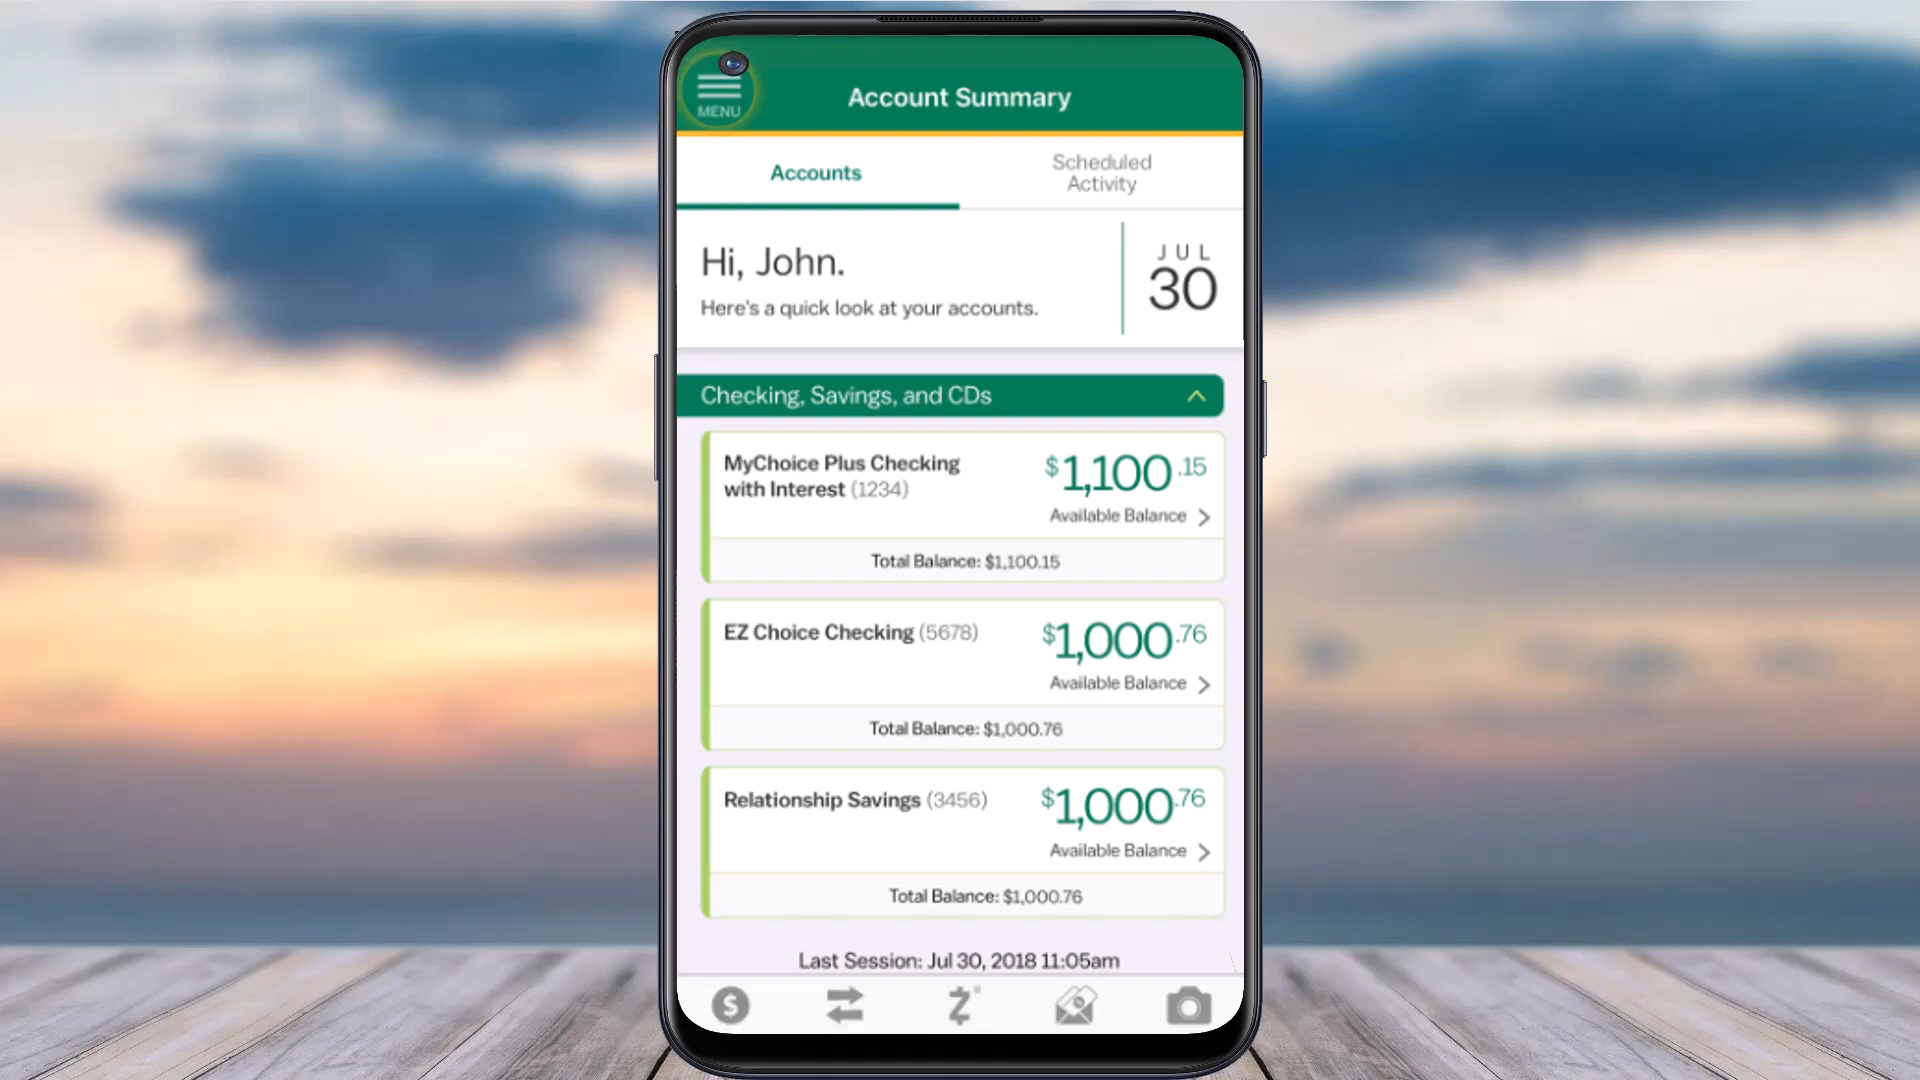 MENU
Account Summary
Accounts
Scheduled
Activity
Hi, John.
Here's a quick look at your accounts.
JUL
30
Checking, Savings, and CDs
MyChoice Plus Checking
with Interest (1234)
$1,100.15
Available Balance
Total Balance: $1,100.15
EZ Choice Checking (5678)
$1,000.76
Available Balance
Total Balance: $1,000.76
Relationship Savings (3456)
$1,000.76
Available Balance
Total Balance: $1,000.76
Last Session: Jul 30, 2018 11:05am